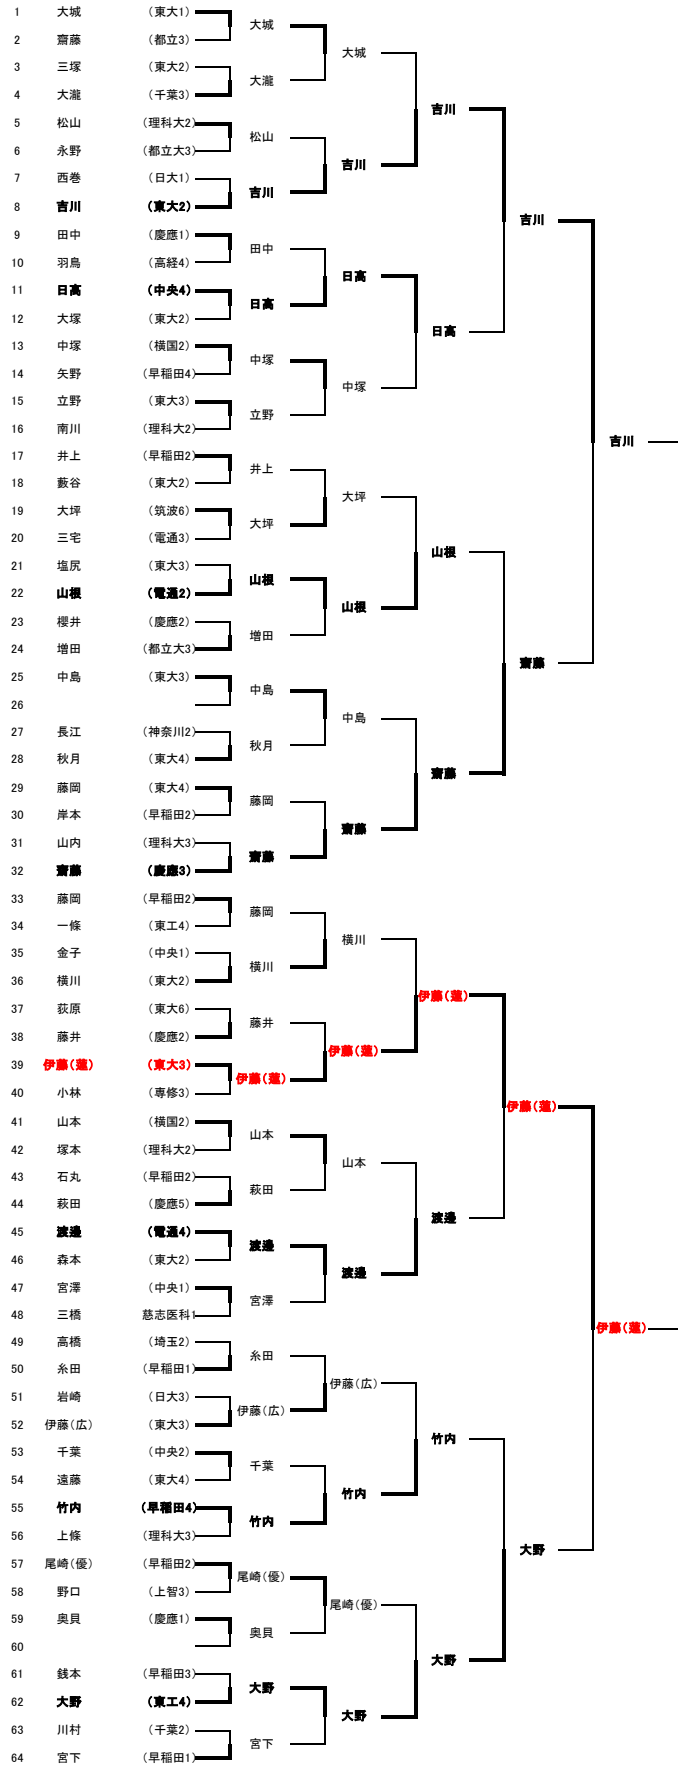 1 大城 (東大1)
大城
2 齋藤 (都立3)
大城
3 三塚 (東大2)
大瀧
4 大瀧 (千葉3)
吉川
5 松山 (理科大2)
松山
6 永野 (都立大3)
吉川
7 西巻 (日大1)
吉川
8 吉川 (東大2)
吉川
9 田中 (慶應1)
田中
10 羽鳥 (高経4)
日高
11 日高 (中央4)
日高
12 大塚 (東大2)
日高
13 中塚 (横国2)
中塚
14 矢野 (早稲田4)
中塚
15 立野 (東大3)
立野
16 南川 (理科大2)
吉川
17 井上 (早稲田2)
井上
18 藪谷 (東大2)
大坪
19 大坪 (筑波6)
大坪
20 三宅 (電通3)
山根
21 塩尻 (東大3)
山根
22 山根 (電通2)
山根
23 櫻井 (慶應2)
増田
24 増田 (都立大3)
齋藤
25 中島 (東大3)
中島
26
中島
27 長江 (神奈川2)
秋月
28 秋月 (東大4)
齋藤
29 藤岡 (東大4)
藤岡
30 岸本 (早稲田2)
齋藤
31 山内 (理科大3)
齋藤
32 齋藤 (慶應3)
33 藤岡 (早稲田2)
藤岡
34 一條 (東工4)
横川
35 金子 (中央1)
横川
36 横川 (東大2)
伊藤(蓮)
37 荻原 (東大6)
藤井
38 藤井 (慶應2)
伊藤(蓮)
39 伊藤(蓮) (東大3)
伊藤(蓮)
40 小林 (専修3)
伊藤(蓮)
41 山本 (横国2)
山本
42 塚本 (理科大2)
山本
43 石丸 (早稲田2)
萩田
44 萩田 (慶應5)
渡邊
45 渡邊 (電通4)
渡邊
46 森本 (東大2)
渡邊
47 宮澤 (中央1)
宮澤
48 三橋 慈志医科1
伊藤(蓮)
49 高橋 (埼玉2)
糸田
50 糸田 (早稲田1)
伊藤(広)
51 岩崎 (日大3)
伊藤(広)
52 伊藤(広) (東大3)
竹内
53 千葉 (中央2)
千葉
54 遠藤 (東大4)
竹内
55 竹内 (早稲田4)
竹内
56 上條 (理科大3)
大野
57 尾崎(優) (早稲田2)
尾崎(優)
58 野口 (上智3)
尾崎(優)
59 奥貝 (慶應1)
奥貝
60
大野
61 銭本 (早稲田3)
大野
62 大野 (東工4)
大野
63 川村 (千葉2)
宮下
64 宮下 (早稲田1)